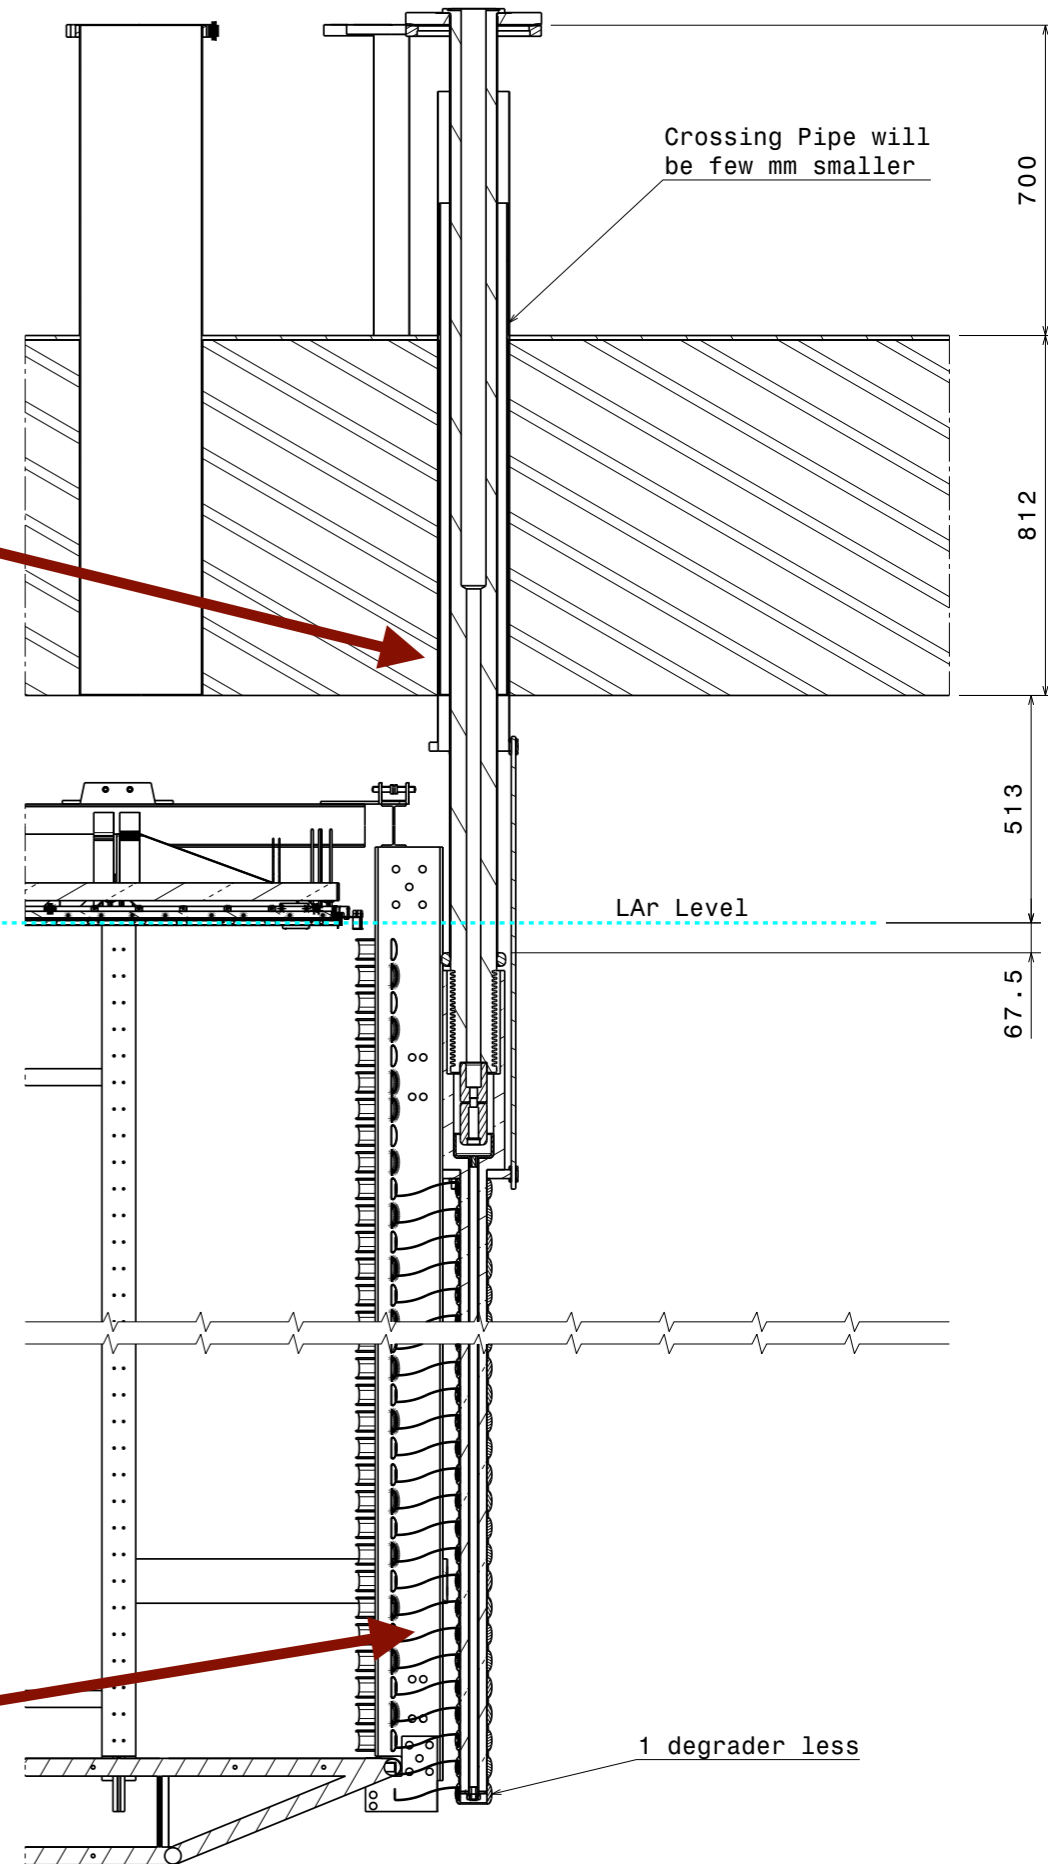 Crossing Pipe will
be few mm smaller
700
812
513
LAr Level
67.5
1 degrader less